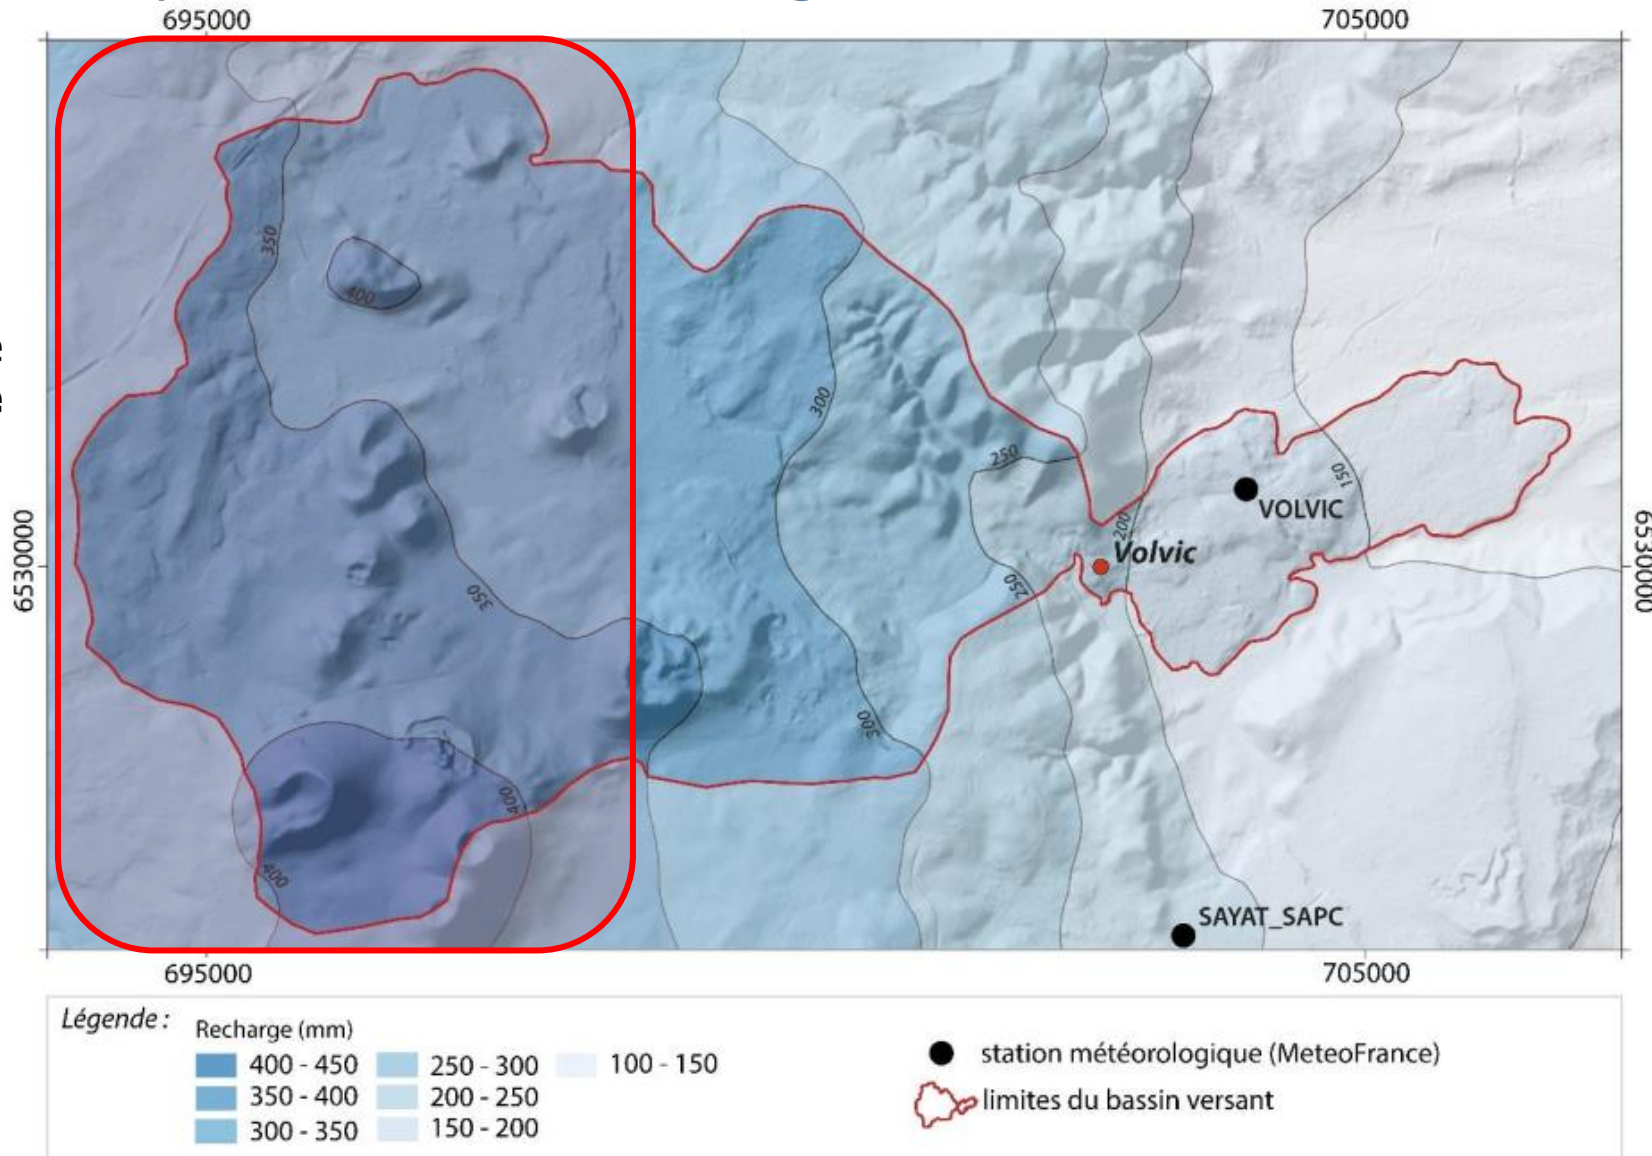 695000
705000
350
400
300
250
150
VOLVIC
200
Volvic
6530000
6530000
250
350
300
400
400
SAYAT_SAPC
695000
705000
Légende :
Recharge (mm)
400 - 450
350 - 400
300 - 350
250 - 300
200 - 250
150 - 200
100 - 150
station météorologique (MeteoFrance)
limites du bassin versant